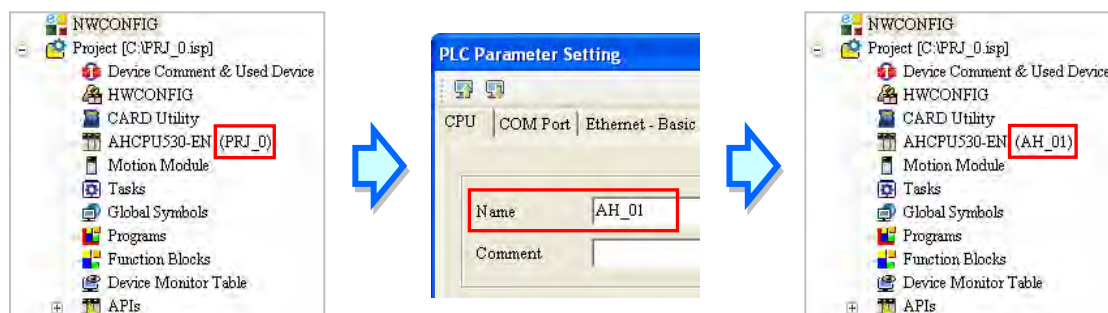 NWCONFIG
Project [C:\PRJ_0.isp]
Device Comment & Used Device
HWCONFIG
CARD Utility
AHCPU530-EN (PRJ_0)
Motion Module
Tasks
Global Symbols
Programs
Function Blocks
Device Monitor Table
APIs
PLC Parameter Setting
CPU COM Port Ethernet - Basic
Name AH_01
Comment
NWCONFIG
Project [C:\PRJ_0.isp]
Device Comment & Used Device
HWCONFIG
CARD Utility
AHCPU530-EN (AH_01)
Motion Module
Tasks
Global Symbols
Programs
Function Blocks
Device Monitor Table
APIs